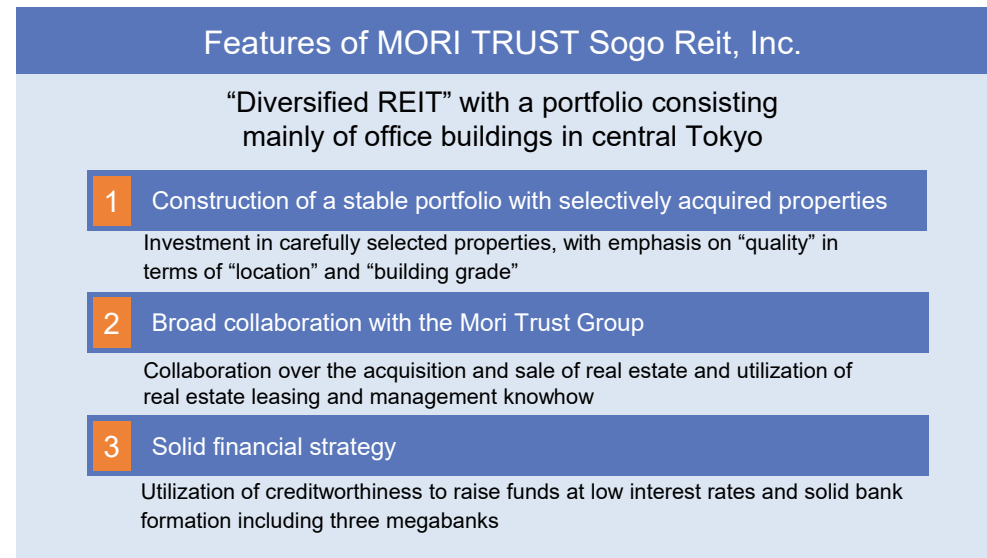 Features of MORI TRUST Sogo Reit, Inc.
“Diversified REIT” with a portfolio consisting
mainly of office buildings in central Tokyo
1 Construction of a stable portfolio with selectively acquired properties
Investment in carefully selected properties, with emphasis on “quality” in
terms of “location” and “building grade”
2 Broad collaboration with the Mori Trust Group
Collaboration over the acquisition and sale of real estate and utilization of
real estate leasing and management knowhow
3 Solid financial strategy
Utilization of creditworthiness to raise funds at low interest rates and solid bank
formation including three megabanks